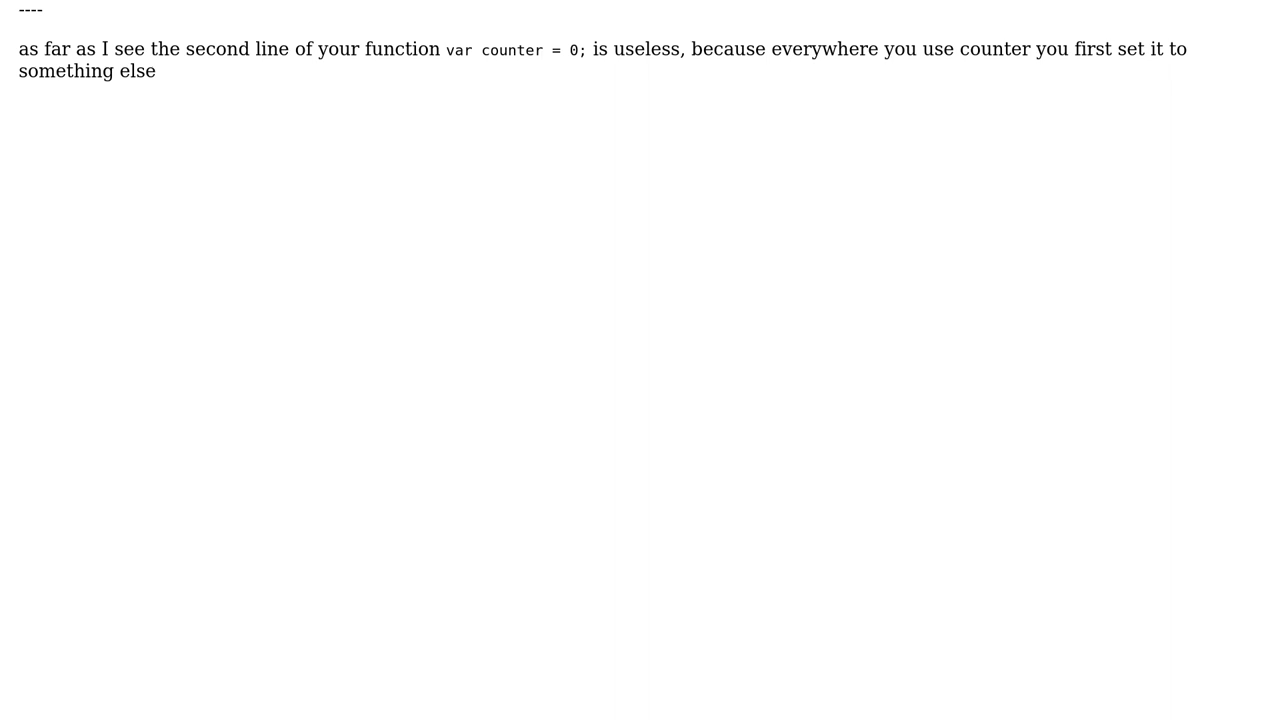 ----
as far as I see the second line of your function var counter = 0; is useless, because everywhere you use counter you first set it to
something else